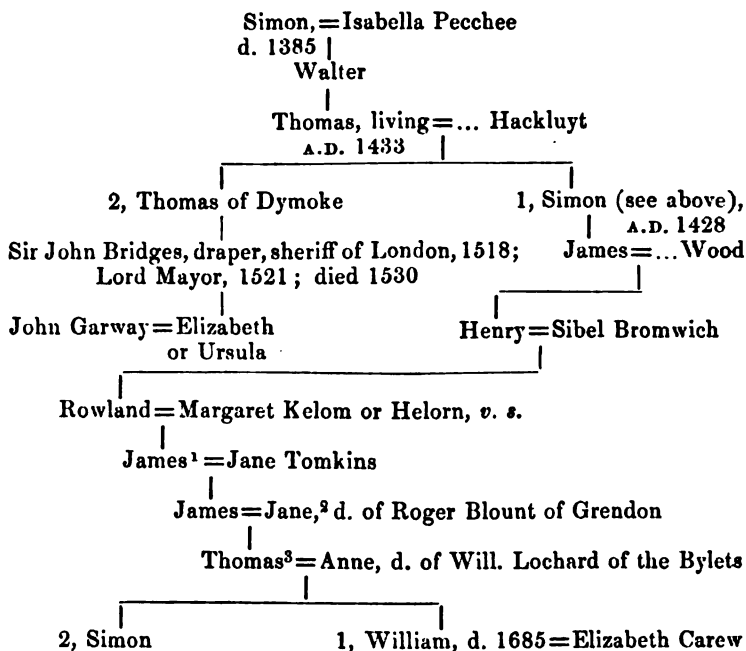 Simon,=Isabella Pecchee
d. 1385
Walter
Thomas, living=... Hackluyt
A.D. 1433
2, Thomas of Dymoke
1, Simon (see above),
A.D. 1428
Sir John Bridges, draper, sheriff of London, 1518;
Lord Mayor, 1521; died 1530
James=...Wood
John Garway=Elizabeth
or Ursula
Henry=Sibel Bromwich
Rowland=Margaret Kelom or Helorn, v. s.
James¹=Jane Tomkins
James=Jane,² d. of Roger Blount of Grendon
Thomas³=Anne, d. of Will. Lochard of the Bylets
2, Simon
1, William, d. 1685=Elizabeth Carew